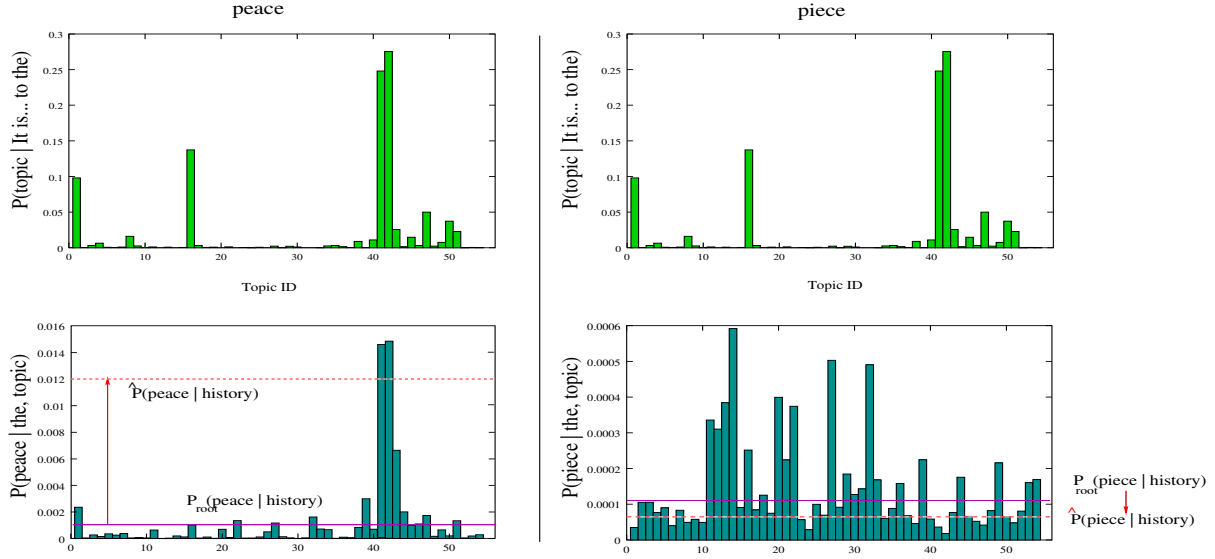 peace
piece
P(topic | It is... to the)
0.3
0.25
0.2
0.15
0.1
0.05
0
0 10 20 30 40 50
Topic ID
P(topic | It is... to the)
0.3
0.25
0.2
0.15
0.1
0.05
0
0 10 20 30 40 50
Topic ID
P(peace | the, topic)
0.016
0.014
0.012
0.01
0.008
0.006
0.004
0.002
0
0 10 20 30 40 50
^P(peace | history)
P_root(peace | history)
P(piece | the, topic)
0.0006
0.0005
0.0004
0.0003
0.0002
0.0001
0
0 10 20 30 40 50
P_root(piece | history)
^P(piece | history)